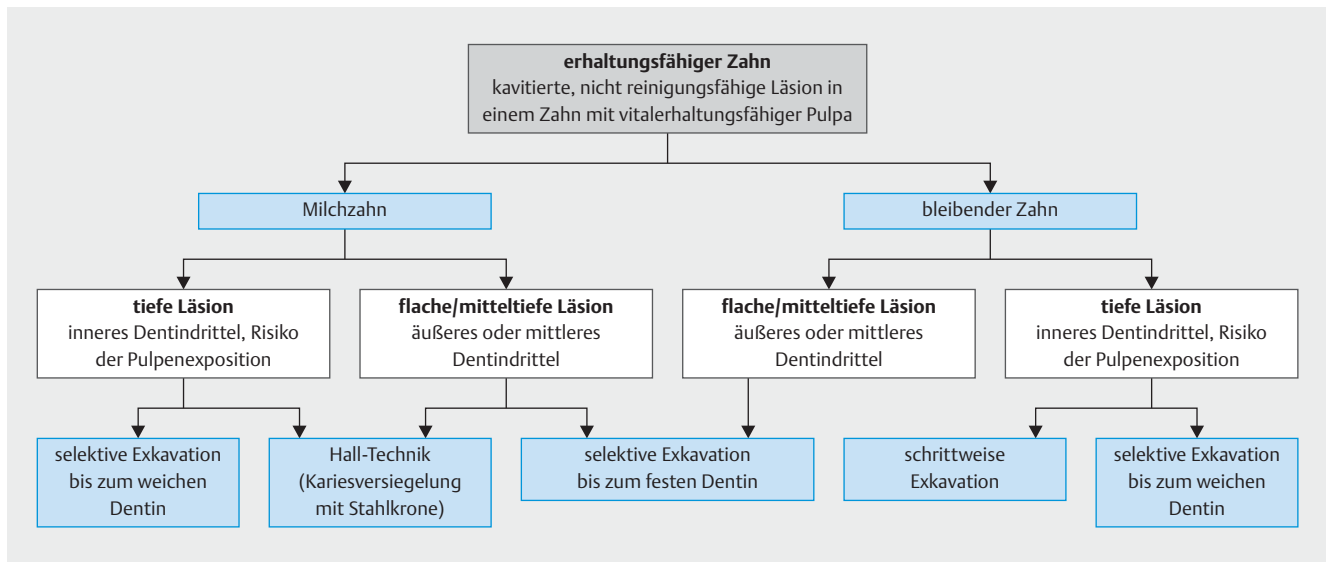 erhaltungsfähiger Zahn
kavitierte, nicht reinigungsfähige Läsion in
einem Zahn mit vitalerhaltungsfähiger Pulpa
Milchzahn
bleibender Zahn
tiefe Läsion
inneres Dentindrittel, Risiko
der Pulpenexposition
flache/mitteltiefe Läsion
äußeres oder mittleres
Dentindrittel
flache/mitteltiefe Läsion
äußeres oder mittleres
Dentindrittel
tiefe Läsion
inneres Dentindrittel, Risiko
der Pulpenexposition
selektive Exkavation
bis zum weichen
Dentin
Hall-Technik
(Kariesversiegelung
mit Stahlkrone)
selektive Exkavation
bis zum festen Dentin
schrittweise
Exkavation
selektive Exkavation
bis zum weichen
Dentin